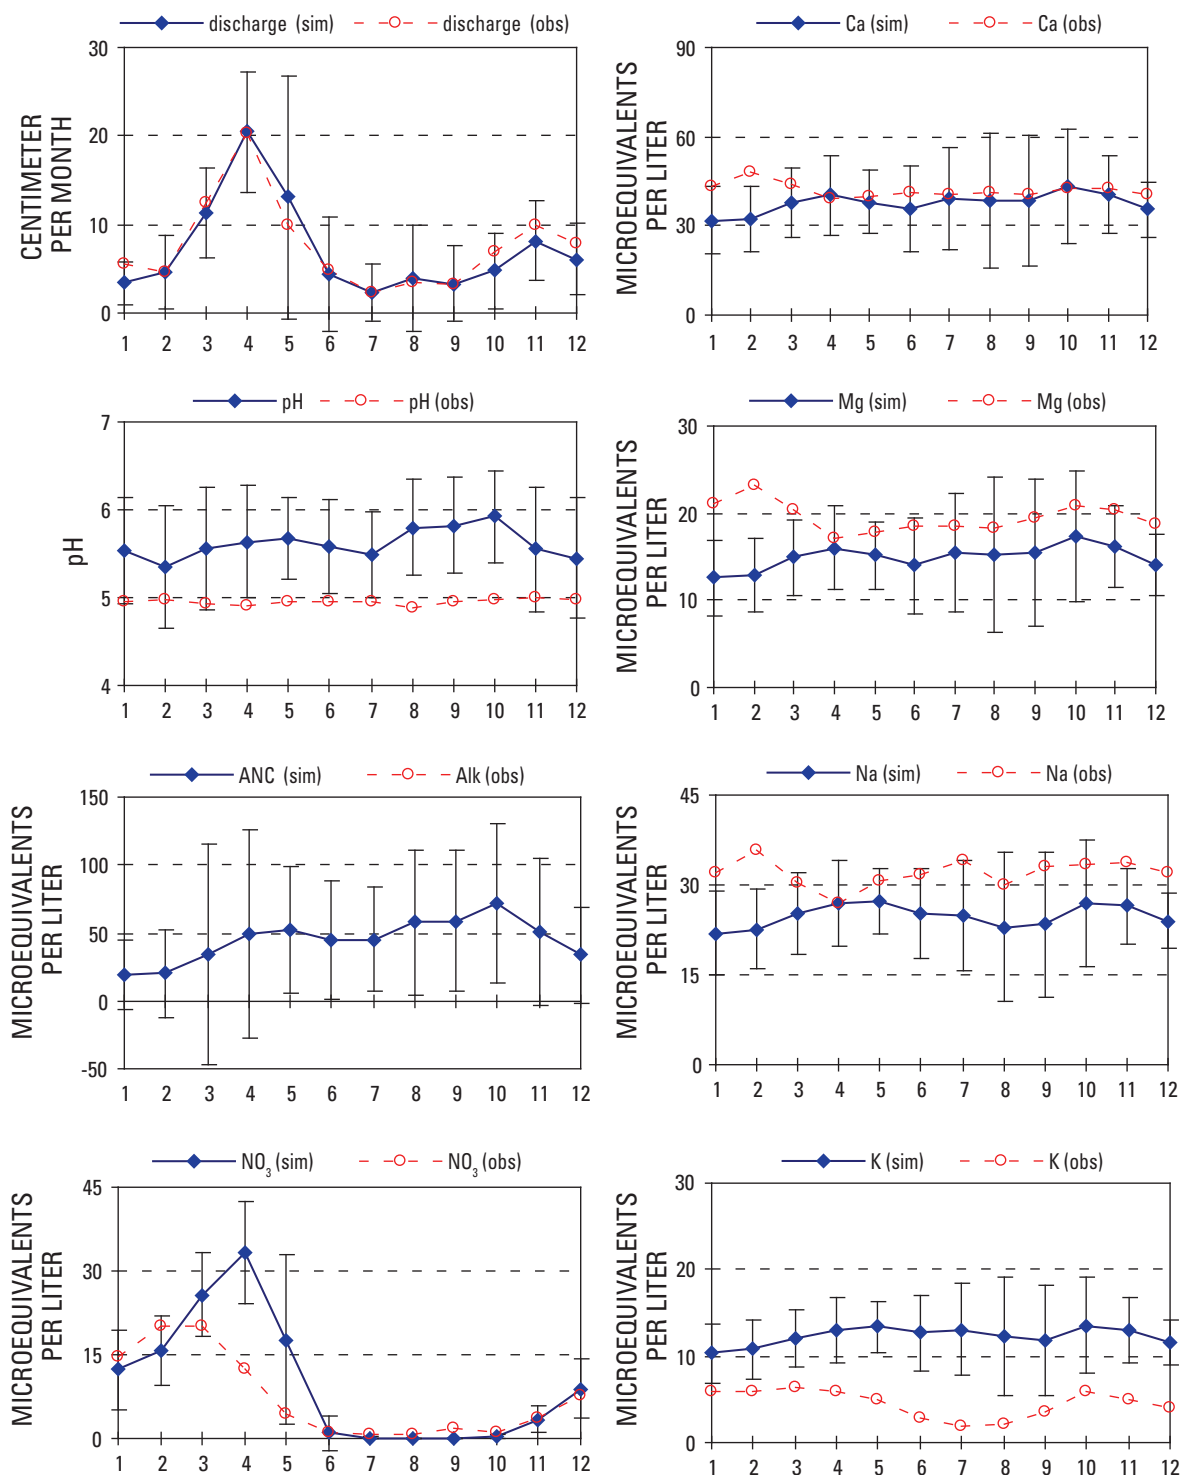 discharge (sim) discharge (obs)
CENTIMETER
PER MONTH
30
20
10
0
1 2 3 4 5 6 7 8 9 10 11 12
Ca (sim) Ca (obs)
MICROEQUIVALENTS
PER LITER
90
60
30
0
1 2 3 4 5 6 7 8 9 10 11 12
pH pH (obs)
pH
7
6
5
4
1 2 3 4 5 6 7 8 9 10 11 12
Mg (sim) Mg (obs)
MICROEQUIVALENTS
PER LITER
30
20
10
0
1 2 3 4 5 6 7 8 9 10 11 12
ANC (sim) Alk (obs)
MICROEQUIVALENTS
PER LITER
150
100
50
0
-50
1 2 3 4 5 6 7 8 9 10 11 12
Na (sim) Na (obs)
MICROEQUIVALENTS
PER LITER
45
30
15
0
1 2 3 4 5 6 7 8 9 10 11 12
NO3 (sim) NO3 (obs)
MICROEQUIVALENTS
PER LITER
45
30
15
0
1 2 3 4 5 6 7 8 9 10 11 12
K (sim) K (obs)
MICROEQUIVALENTS
PER LITER
30
20
10
0
1 2 3 4 5 6 7 8 9 10 11 12